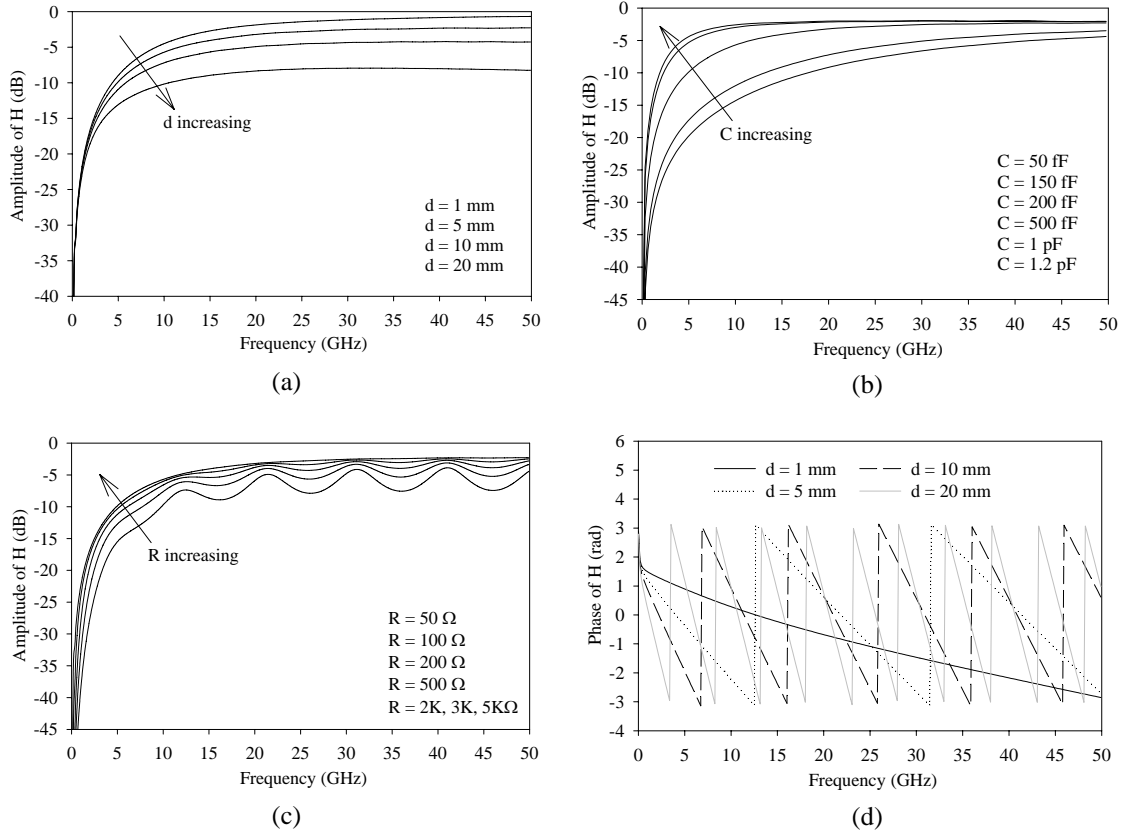 0
-5
-10
-15
-20
-25
-30
-35
-40
Amplitude of H (dB)
d increasing
d = 1 mm
d = 5 mm
d = 10 mm
d = 20 mm
0 5 10 15 20 25 30 35 40 45 50
Frequency (GHz)
(a)
0
-5
-10
-15
-20
-25
-30
-35
-40
-45
Amplitude of H (dB)
C increasing
C = 50 fF
C = 150 fF
C = 200 fF
C = 500 fF
C = 1 pF
C = 1.2 pF
0 5 10 15 20 25 30 35 40 45 50
Frequency (GHz)
(b)
0
-5
-10
-15
-20
-25
-30
-35
-40
-45
Amplitude of H (dB)
R increasing
R = 50 Ω
R = 100 Ω
R = 200 Ω
R = 500 Ω
R = 2K, 3K, 5KΩ
0 5 10 15 20 25 30 35 40 45 50
Frequency (GHz)
(c)
6
5
4
3
2
1
0
-1
-2
-3
-4
Phase of H (rad)
d = 1 mm d = 10 mm
d = 5 mm d = 20 mm
0 5 10 15 20 25 30 35 40 45 50
Frequency (GHz)
(d)